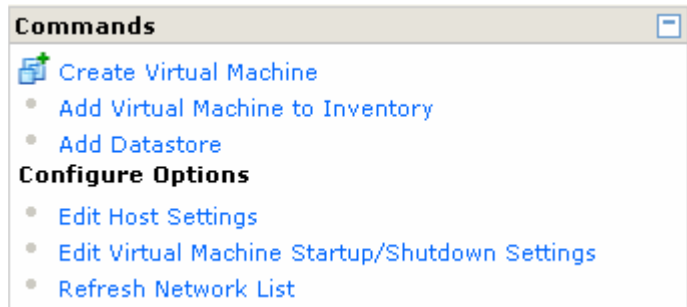 Commands
Create Virtual Machine
Add Virtual Machine to Inventory
Add Datastore
Configure Options
Edit Host Settings
Edit Virtual Machine Startup/Shutdown Settings
Refresh Network List